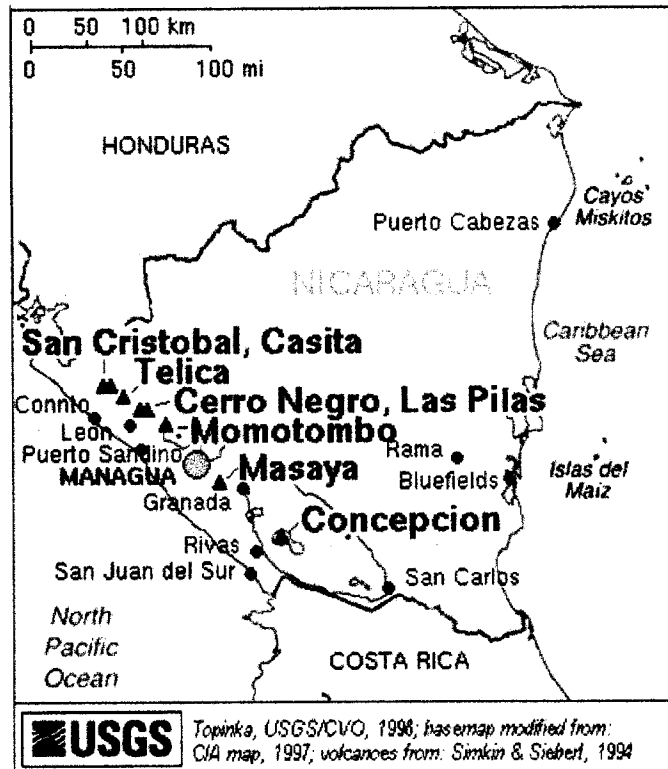 0 50 100 km
0 50 100 mi
HONDURAS
Cayos
Miskitos
Puerto Cabezas
NICARAGUA
Caribbean
Sea
San Cristobal, Casita
Telica
Cerro Negro, Las Pilas
Connto
Leon
Momotombo
Puerto Sandino
MANAGUA
Masaya
Rama
Islas del
Maiz
Bluefields
Granada
Concepcion
Rivas
San Juan del Sur
San Carlos
North
Pacific
Ocean
COSTA RICA
USGS
Topinka, USGS/CVO, 1998; basemap modified from:
CIA map, 1997; volcanoes from: Simkin & Siebert, 1994